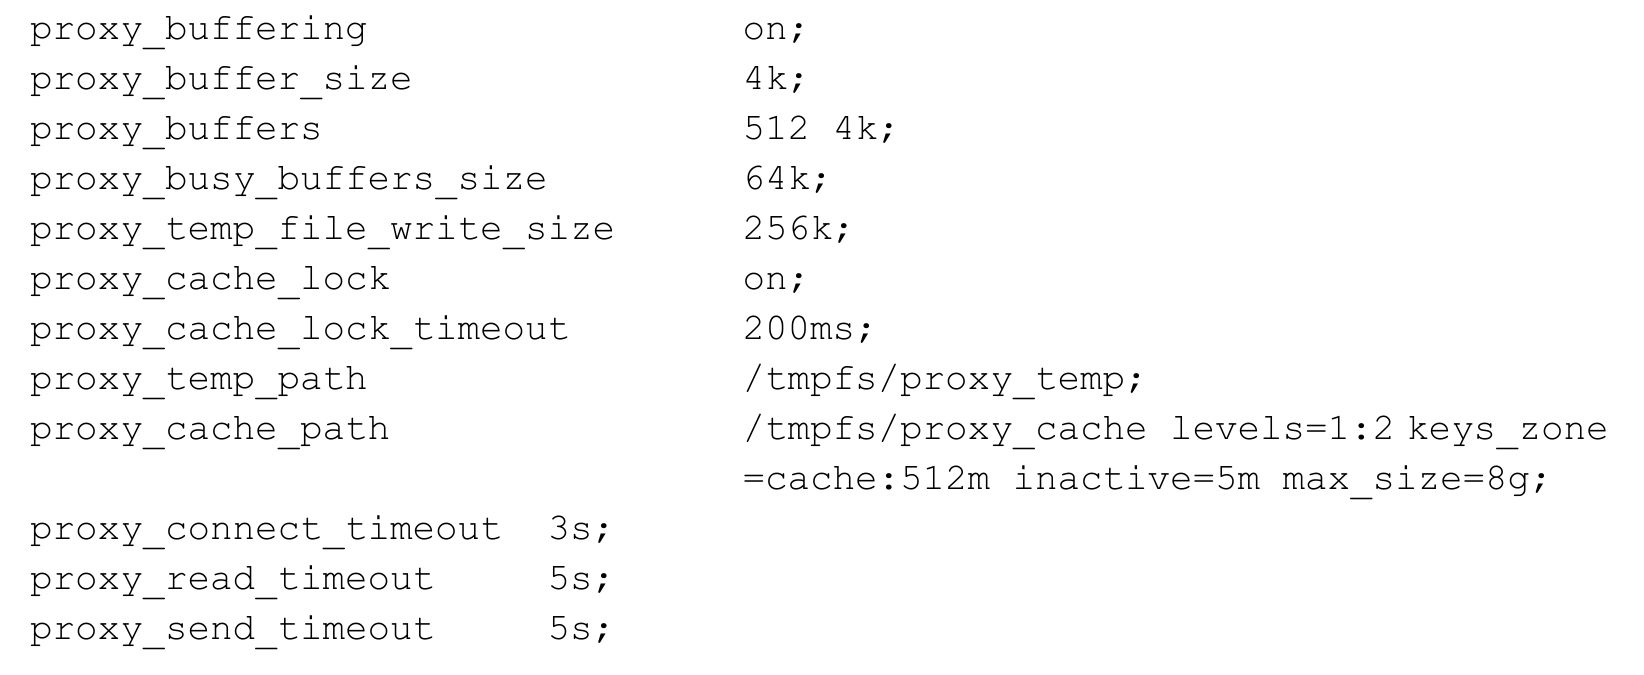 proxy_buffering on;
proxy_buffer_size 4k;
proxy_buffers 512 4k;
proxy_busy_buffers_size 64k;
proxy_temp_file_write_size 256k;
proxy_cache_lock on;
proxy_cache_lock_timeout 200ms;
proxy_temp_path /tmpfs/proxy_temp;
proxy_cache_path /tmpfs/proxy_cache levels=1:2 keys_zone
=cache:512m inactive=5m max_size=8g;
proxy_connect_timeout 3s;
proxy_read_timeout 5s;
proxy_send_timeout 5s;